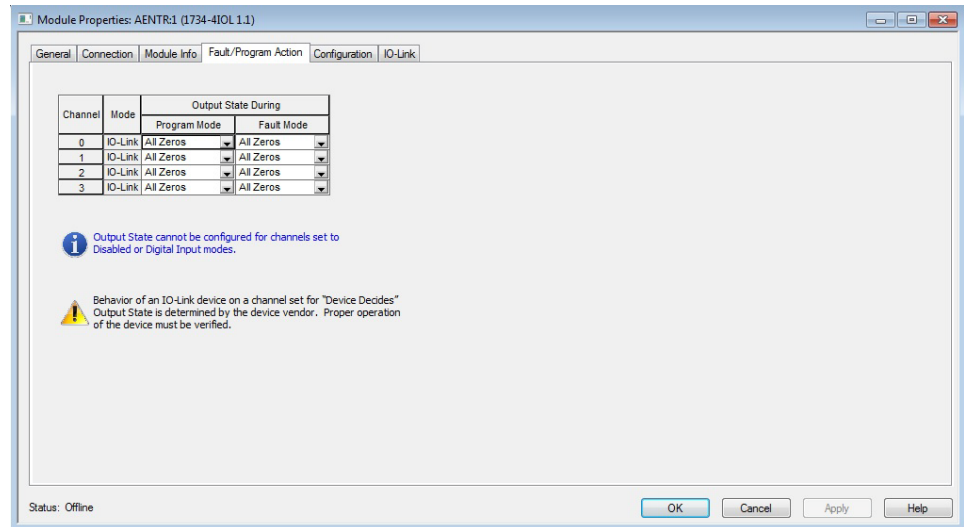 Module Properties: AENTR:1 (1734-4IOL 1.1)
General Connection Module Info Fault/Program Action Configuration IO-Link
Channel Mode Output State During
Program Mode Fault Mode
0 IO-Link All Zeros All Zeros
1 IO-Link All Zeros All Zeros
2 IO-Link All Zeros All Zeros
3 IO-Link All Zeros All Zeros
Output State cannot be configured for channels set to
Disabled or Digital Input modes.
Behavior of an IO-Link device on a channel set for "Device Decides"
Output State is determined by the device vendor. Proper operation
of the device must be verified.
Status: Offline OK Cancel Apply Help